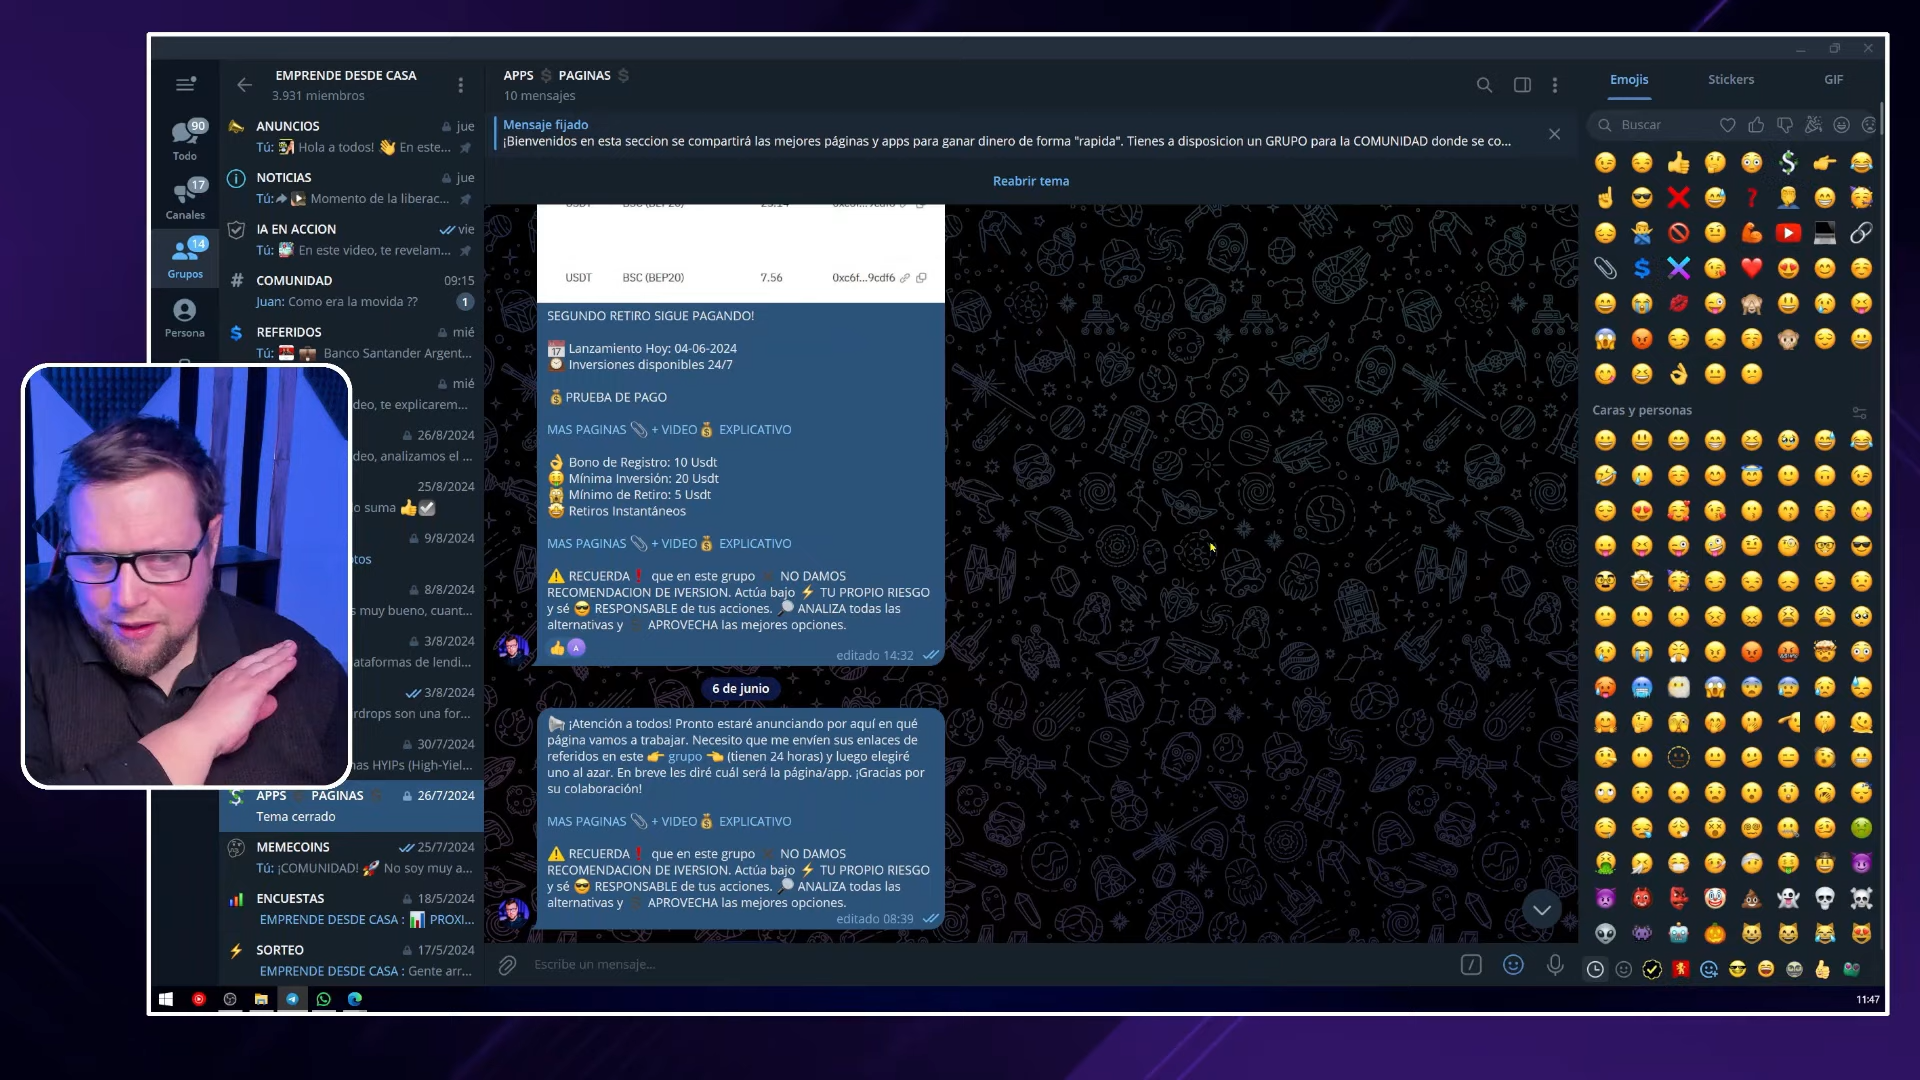 EMPRENDE DESDE CASA
3.931 miembros
90
Todo
17
Canales
14
Grupos
Persona
ANUNCIOS
jue
Tú: Hola a todos! 👋 En este...
NOTICIAS
jue
Tú: Momento de la liberac...
IA EN ACCION
vie
Tú: En este video, te revelam...
COMUNIDAD
09:15
Juan: Como era la movida ??
1
REFERIDOS
mié
Tú: Banco Santander Argent...
mié
deo, te explicarem...
26/8/2024
deo, analizamos el ...
25/8/2024
o suma 👍☑
9/8/2024
otos
8/8/2024
s muy bueno, cuant...
3/8/2024
ataformas de lendi...
3/8/2024
rdrops son una for...
30/7/2024
nas HYIPs (High-Yiel...
APPS PAGINAS
26/7/2024
Tema cerrado
MEMECOINS
25/7/2024
Tú: ¡COMUNIDAD! 🚀 No soy muy a...
ENCUESTAS
18/5/2024
EMPRENDE DESDE CASA : 📊 PROXI...
SORTEO
17/5/2024
EMPRENDE DESDE CASA : Gente arr...
APPS PAGINAS
10 mensajes
Mensaje fijado
¡Bienvenidos en esta seccion se compartirá las mejores páginas y apps para ganar dinero de forma "rapida". Tienes a disposicion un GRUPO para la COMUNIDAD donde se co...
Reabrir tema
USDT BSC (BEP20) 7.56 0xc6f...9cdf6
SEGUNDO RETIRO SIGUE PAGANDO!
📅 Lanzamiento Hoy: 04-06-2024
⏰ Inversiones disponibles 24/7
💰 PRUEBA DE PAGO
MAS PAGINAS 📎 + VIDEO 💰 EXPLICATIVO
👌 Bono de Registro: 10 Usdt
🤑 Mínima Inversión: 20 Usdt
Mínimo de Retiro: 5 Usdt
🤩 Retiros Instantáneos
MAS PAGINAS 📎 + VIDEO 💰 EXPLICATIVO
⚠️ RECUERDA❗ que en este grupo NO DAMOS
RECOMENDACION DE IVERSION. Actúa bajo ⚡ TU PROPIO RIESGO
y sé 😎 RESPONSABLE de tus acciones. 🔎 ANALIZA todas las
alternativas y APROVECHA las mejores opciones.
A
editado 14:32
6 de junio
📢 ¡Atención a todos! Pronto estaré anunciando por aquí en qué
página vamos a trabajar. Necesito que me envíen sus enlaces de
referidos en este 👉 grupo 👈 (tienen 24 horas) y luego elegiré
uno al azar. En breve les diré cuál será la página/app. ¡Gracias por
su colaboración!
MAS PAGINAS 📎 + VIDEO 💰 EXPLICATIVO
⚠️ RECUERDA❗ que en este grupo NO DAMOS
RECOMENDACION DE IVERSION. Actúa bajo ⚡ TU PROPIO RIESGO
y sé 😎 RESPONSABLE de tus acciones. 🔎 ANALIZA todas las
alternativas y APROVECHA las mejores opciones.
editado 08:39
Escribe un mensaje...
Emojis
Stickers
GIF
Buscar
Caras y personas
11:47